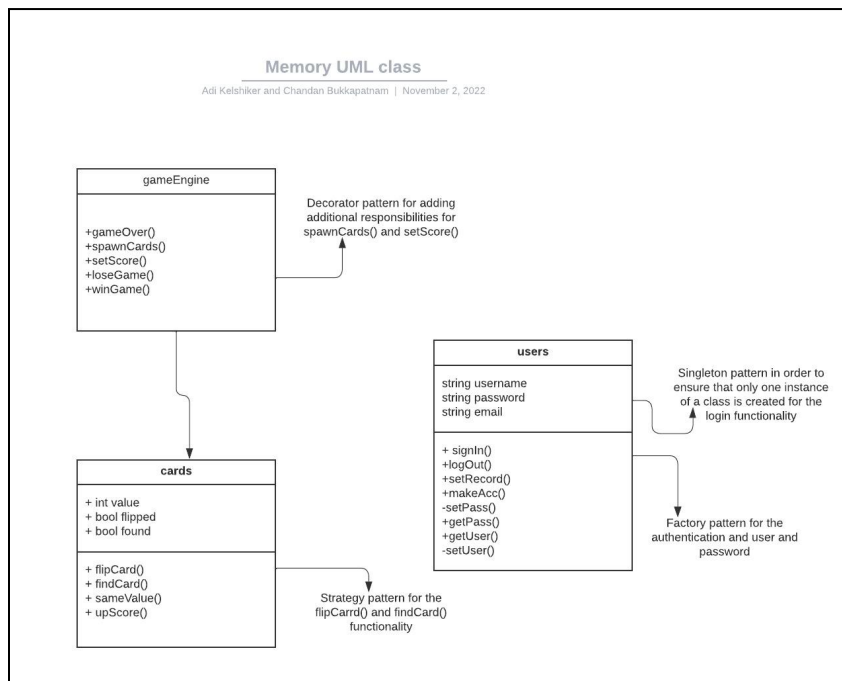 Memory UML class
Adi Kelshiker and Chandan Bukkapatnam | November 2, 2022
gameEngine
+gameOver()
+spawnCards()
+setScore()
+loseGame()
+winGame()
Decorator pattern for adding
additional responsibilities for
spawnCards() and setScore()
users
string username
string password
string email
+ signIn()
+logOut()
+setRecord()
+makeAcc()
-setPass()
+getPass()
+getUser()
-setUser()
Singleton pattern in order to
ensure that only one instance
of a class is created for the
login functionality
Factory pattern for the
authentication and user and
password
cards
+ int value
+ bool flipped
+ bool found
+ flipCard()
+ findCard()
+ sameValue()
+ upScore()
Strategy pattern for the
flipCarrd() and findCard()
functionality